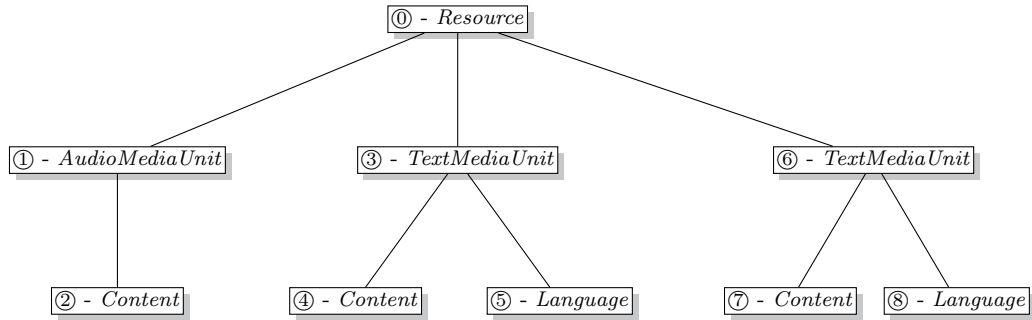 ⓪ - Resource
① - AudioMediaUnit
③ - TextMediaUnit
⑥ - TextMediaUnit
② - Content
④ - Content
⑤ - Language
⑦ - Content
⑧ - Language